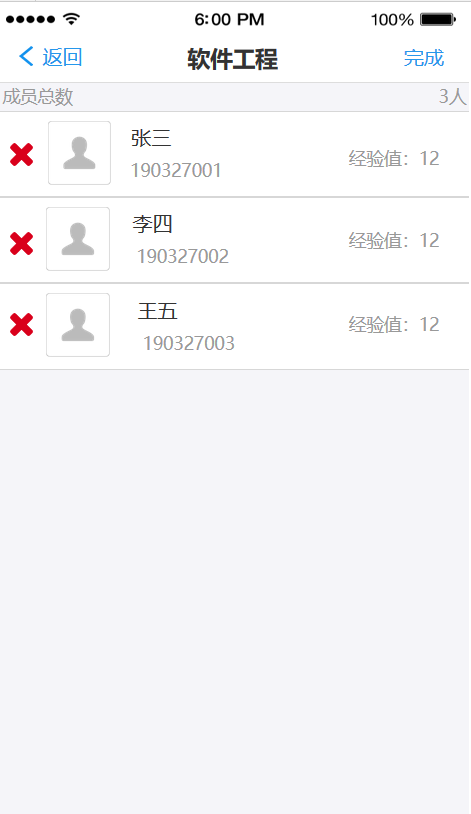 6:00 PM 100%
返回 软件工程 完成
成员总数 3人
张三
190327001 经验值：12
李四
190327002 经验值：12
王五
190327003 经验值：12